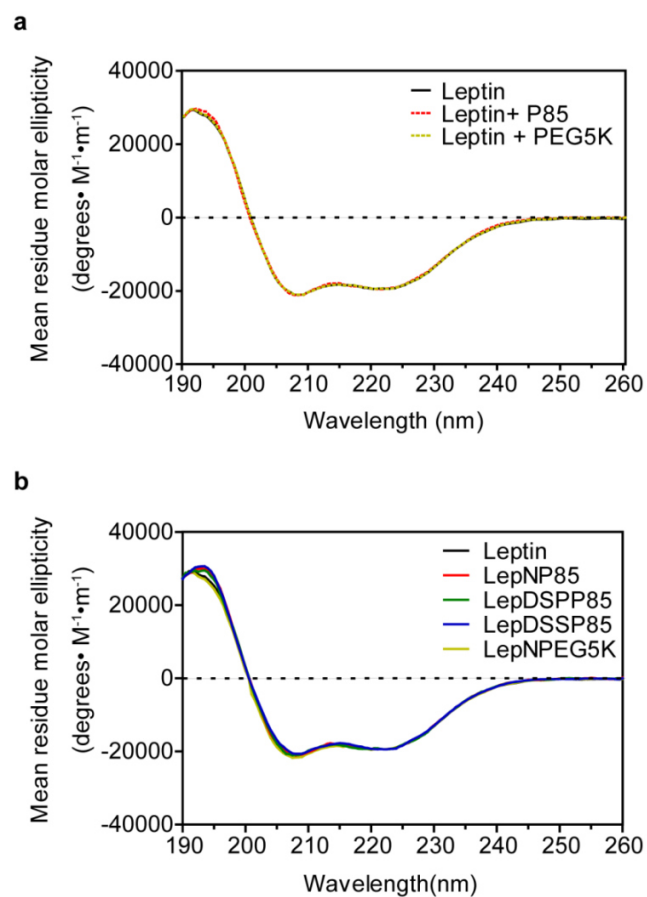 a
Mean residue molar ellipticity
(degrees• M⁻¹•m⁻¹)
40000
20000
0
-20000
-40000
Leptin
Leptin+ P85
Leptin + PEG5K
190 200 210 220 230 240 250 260
Wavelength (nm)
b
Mean residue molar ellipticity
(degrees• M⁻¹•m⁻¹)
40000
20000
0
-20000
-40000
Leptin
LepNP85
LepDSPP85
LepDSSP85
LepNPEG5K
190 200 210 220 230 240 250 260
Wavelength(nm)